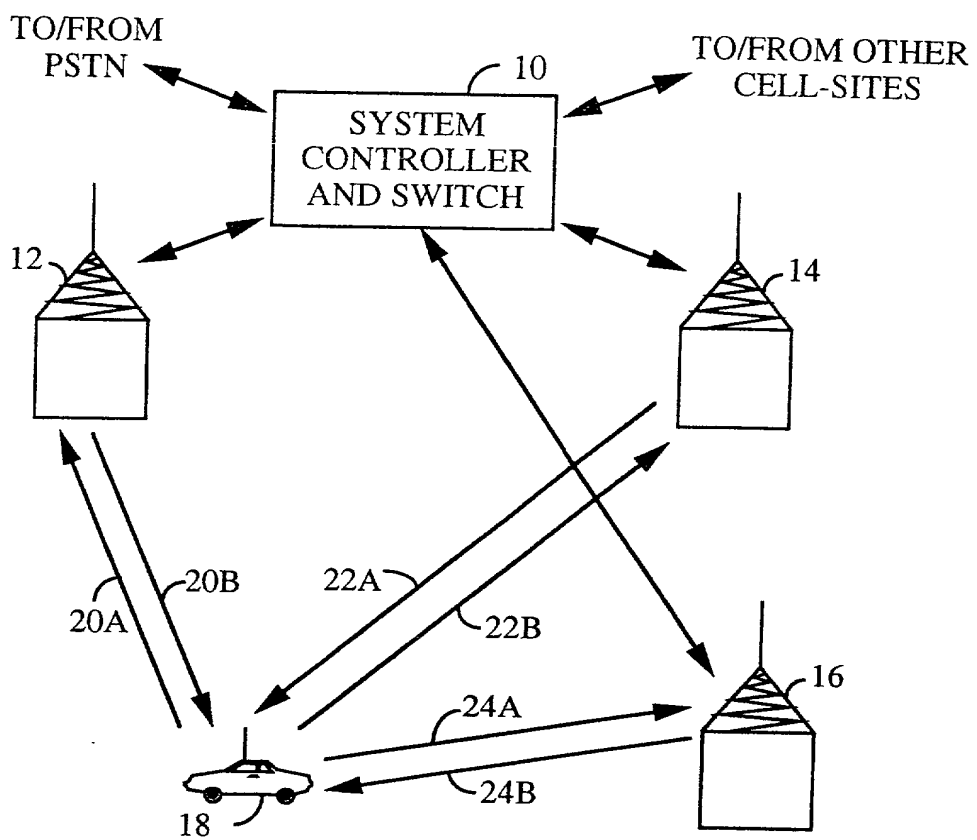 TO/FROM
PSTN
10
TO/FROM OTHER
CELL-SITES
SYSTEM
CONTROLLER
AND SWITCH
12
14
20A
20B
22A
22B
16
24A
24B
18